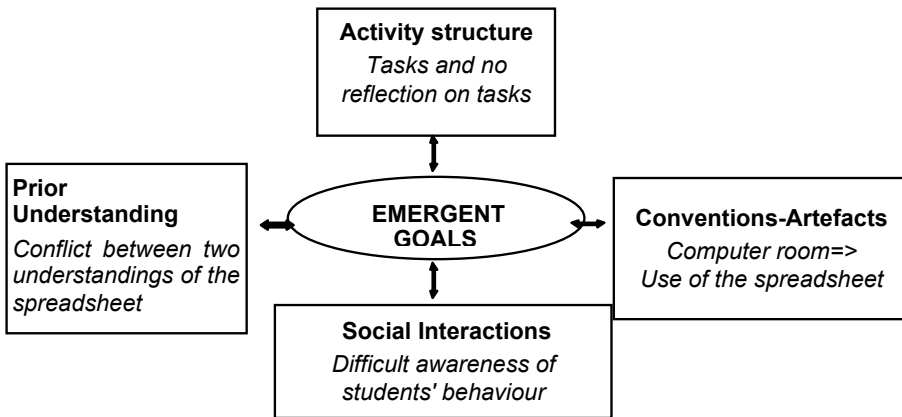 Activity structure
Tasks and no
reflection on tasks
Prior
Understanding
Conflict between two
understandings of the
spreadsheet
EMERGENT
GOALS
Conventions-Artefacts
Computer room=>
Use of the spreadsheet
Social Interactions
Difficult awareness of
students' behaviour